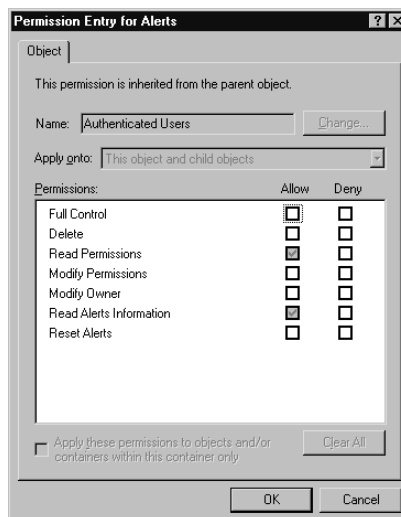 Permission Entry for Alerts
Object
This permission is inherited from the parent object.
Name: Authenticated Users Change...
Apply onto: This object and child objects
Permissions: Allow Deny
Full Control
Delete
Read Permissions
Modify Permissions
Modify Owner
Read Alerts Information
Reset Alerts
Apply these permissions to objects and/or
containers within this container only
Clear All
OK Cancel